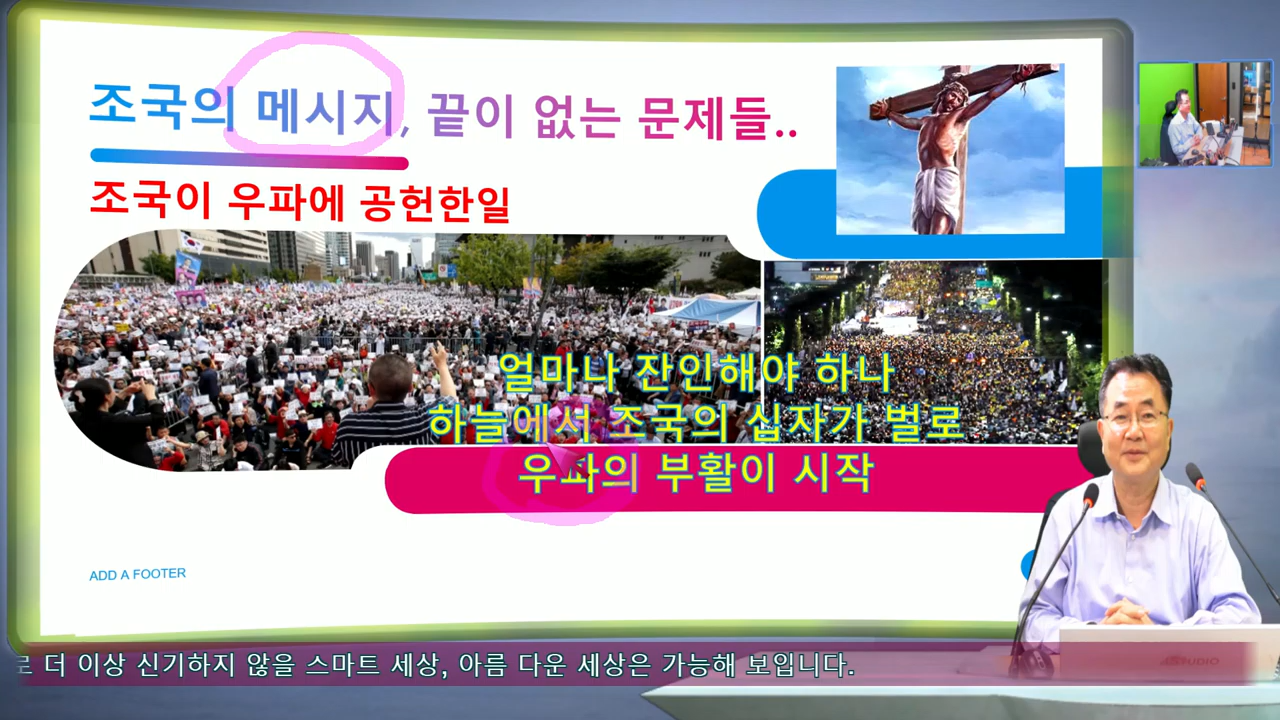 조국의 메시지, 끝이 없는 문제들..
조국이 우파에 공헌한일
얼마나 잔인해야 하나
하늘에서 조국의 십자가 벌로
우파의 부활이 시작
ADD A FOOTER
로 더 이상 신기하지 않을 스마트 세상, 아름 다운 세상은 가능해 보입니다.